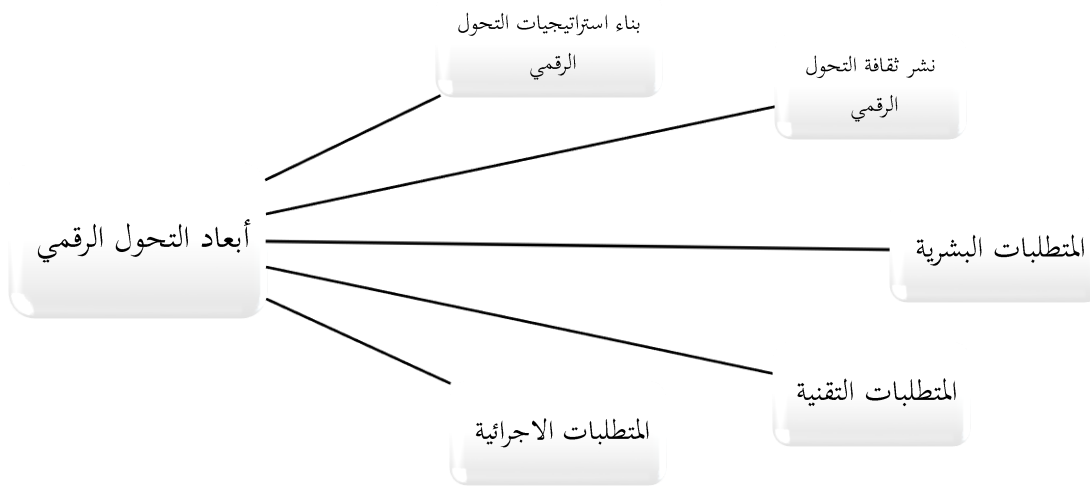 بناء استراتيجيات التحول
الرقمي
نشر ثقافة التحول
الرقمي
أبعاد التحول الرقمي
المتطلبات البشرية
المتطلبات التقنية
المتطلبات الاجرائية